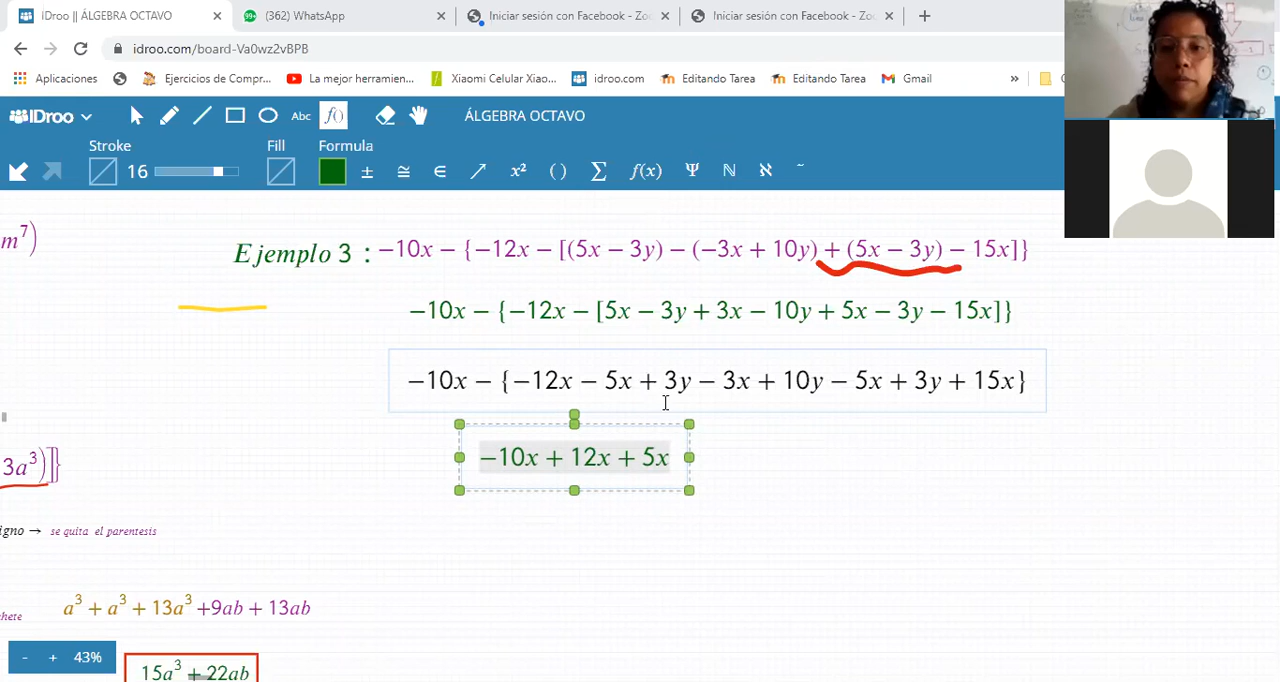 IDroo || ÁLGEBRA OCTAVO
(362) WhatsApp
Iniciar sesión con Facebook - Zoo
Iniciar sesión con Facebook - Zoo
idroo.com/board-Va0wz2vBPB
Aplicaciones
Ejercicios de Compr...
La mejor herramien...
Xiaomi Celular Xiao...
idroo.com
Editando Tarea
Editando Tarea
Gmail
»
IDroo
Abc
f()
ÁLGEBRA OCTAVO
Stroke
Fill
Formula
16
± ≅ ∈ x² ( ) ∑ f(x) Ψ ℕ ℵ
m⁷)
Ejemplo 3 : −10x − {−12x − [(5x − 3y) − (−3x + 10y) + (5x − 3y) − 15x]}
−10x − {−12x − [5x − 3y + 3x − 10y + 5x − 3y − 15x]}
−10x − {−12x − 5x + 3y − 3x + 10y − 5x + 3y + 15x}
−10x + 12x + 5x
3a³)]}
igno → se quita el parentesis
a³ + a³ + 13a³ +9ab + 13ab
hete
- + 43%
15a³ + 22ab